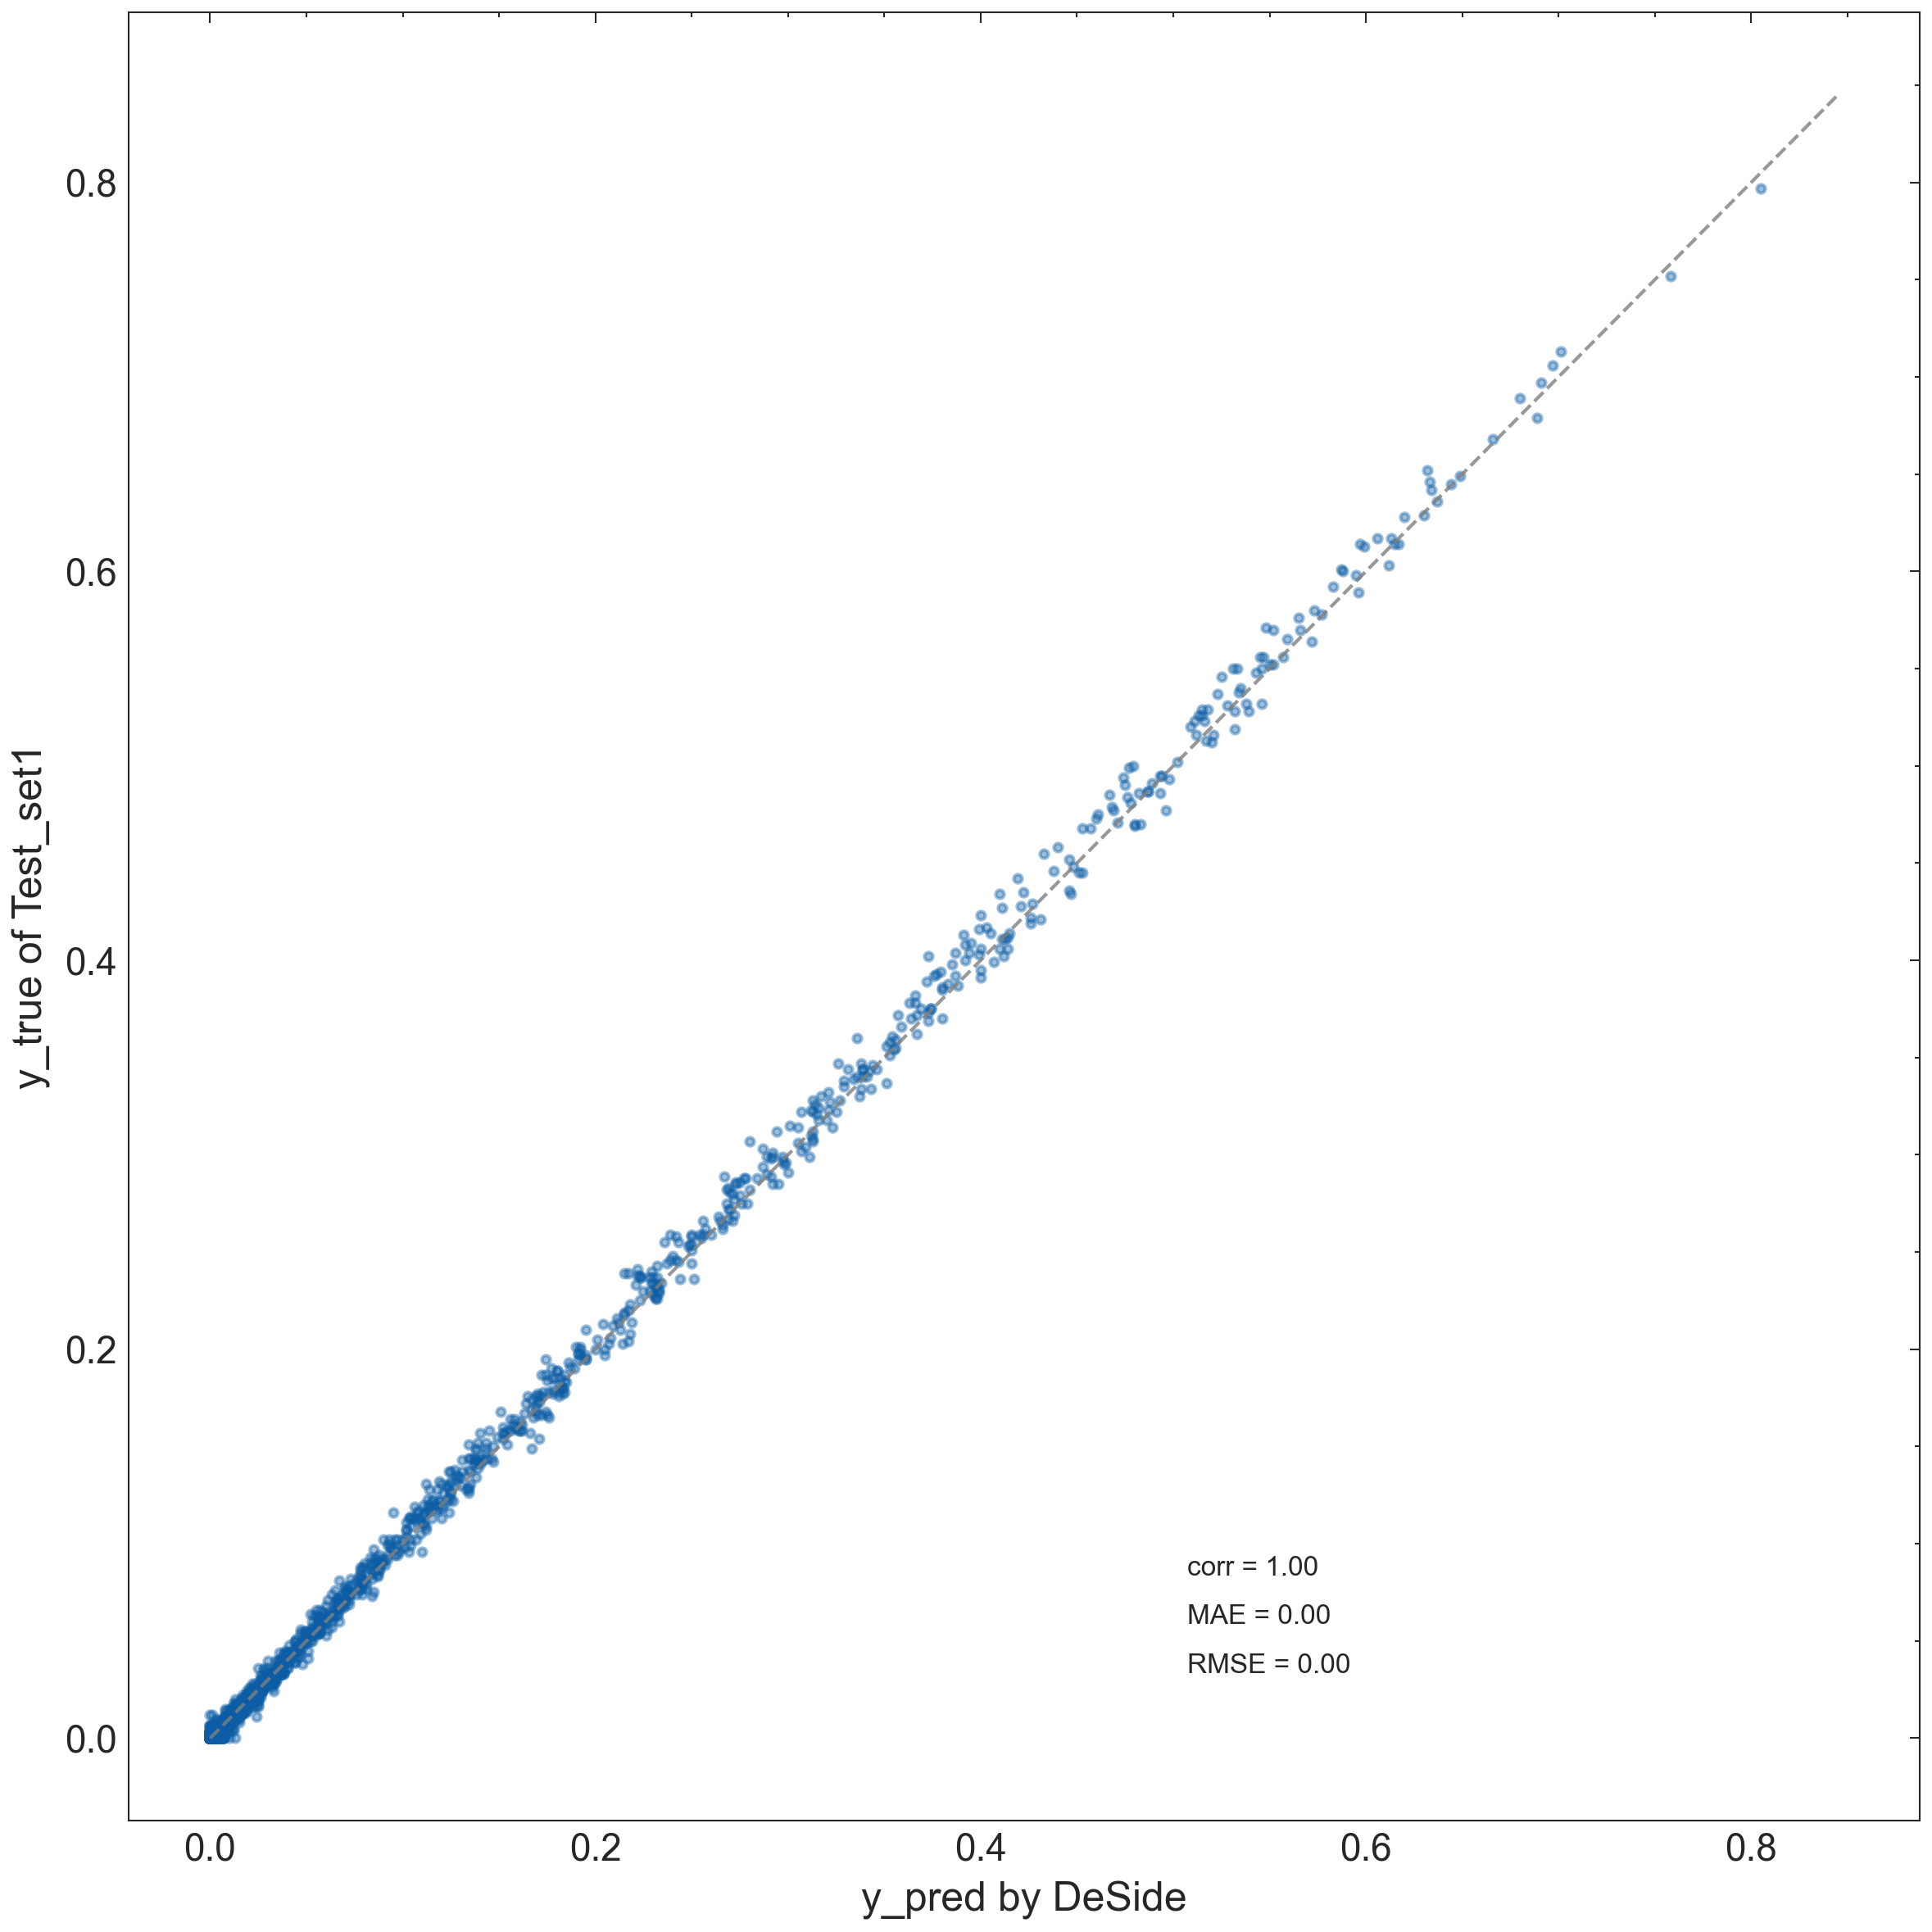 0.8
0.6
0.4
0.2
0.0
y_true of Test_set1
corr = 1.00
MAE = 0.00
RMSE = 0.00
0.0 0.2 0.4 0.6 0.8
y_pred by DeSide